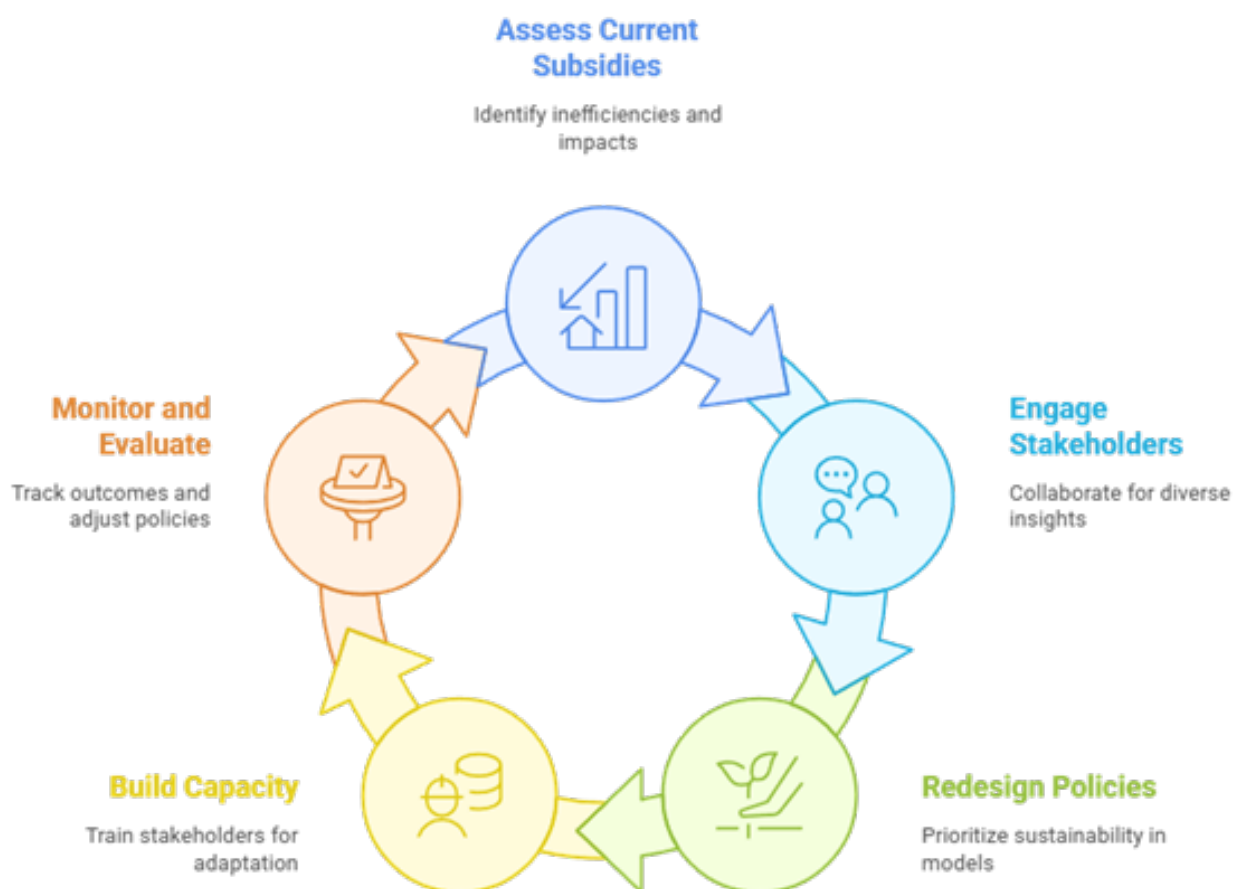 Assess Current
Subsidies
Identify inefficiencies and
impacts
Engage
Stakeholders
Collaborate for diverse
insights
Redesign Policies
Prioritize sustainability in
models
Build Capacity
Train stakeholders for
adaptation
Monitor and
Evaluate
Track outcomes and
adjust policies